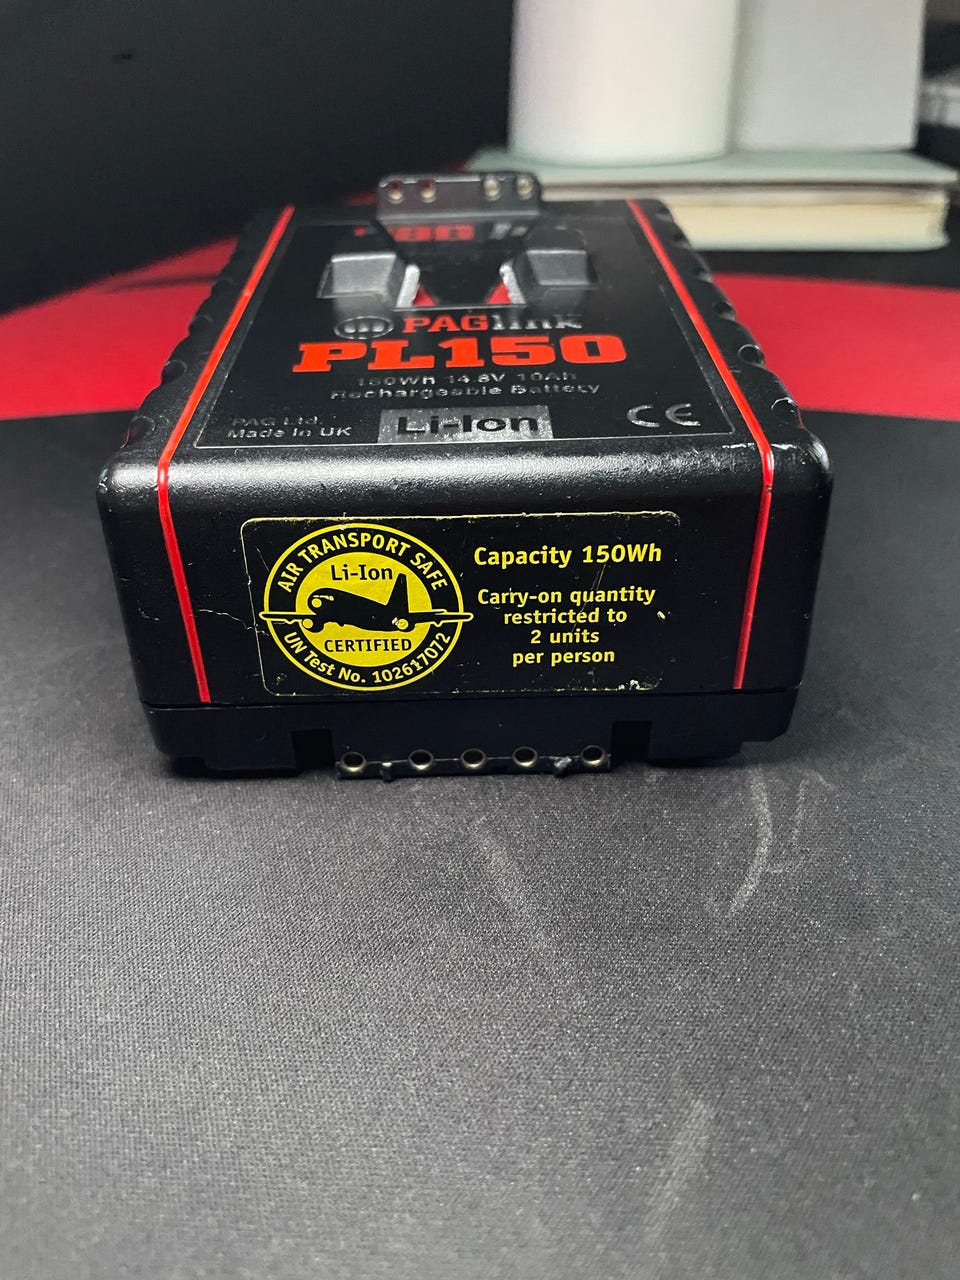 PAGlink
PL150
150Wh 14.8V 10Ah
Rechargeable Battery
PAG Ltd.
Made in UK
Li-Ion
CE
AIR TRANSPORT SAFE
Li-Ion
CERTIFIED
UN Test No. 102617072
Capacity 150Wh
Carry-on quantity
restricted to
2 units
per person